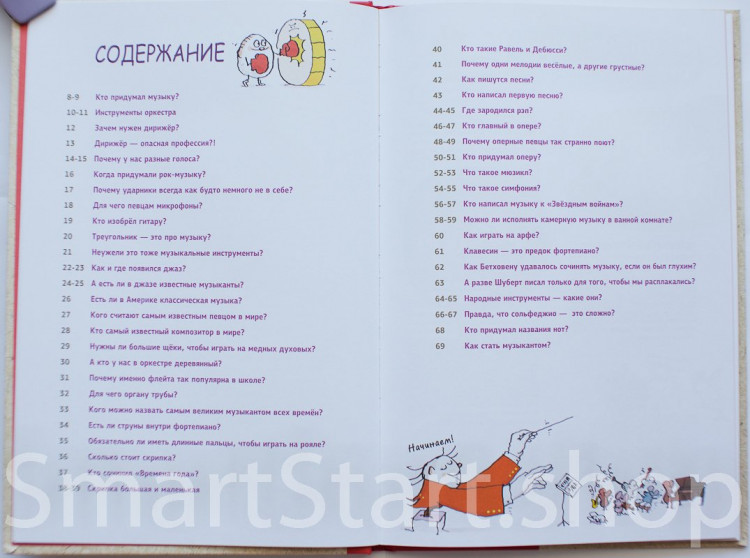 СОДЕРЖАНИЕ
8-9 Кто придумал музыку?
10-11 Инструменты оркестра
12 Зачем нужен дирижёр?
13 Дирижёр — опасная профессия?!
14-15 Почему у нас разные голоса?
16 Когда придумали рок-музыку?
17 Почему ударники всегда как будто немного не в себе?
18 Для чего певцам микрофоны?
19 Кто изобрёл гитару?
20 Треугольник — это про музыку?
21 Неужели это тоже музыкальные инструменты?
22-23 Как и где появился джаз?
24-25 А есть ли в джазе известные музыканты?
26 Есть ли в Америке классическая музыка?
27 Кого считают самым известным певцом в мире?
28 Кто самый известный композитор в мире?
29 Нужны ли большие щёки, чтобы играть на медных духовых?
30 А кто у нас в оркестре деревянный?
31 Почему именно флейта так популярна в школе?
32 Для чего органу трубы?
33 Кого можно назвать самым великим музыкантом всех времён?
34 Есть ли струны внутри фортепиано?
35 Обязательно ли иметь длинные пальцы, чтобы играть на рояле?
36 Сколько стоит скрипка?
37 Кто сочинил «Времена года»?
38-39 Скрипка большая и маленькая
40 Кто такие Равель и Дебюсси?
41 Почему одни мелодии весёлые, а другие грустные?
42 Как пишутся песни?
43 Кто написал первую песню?
44-45 Где зародился рэп?
46-47 Кто главный в опере?
48-49 Почему оперные певцы так странно поют?
50-51 Кто придумал оперу?
52-53 Что такое мюзикл?
54-55 Что такое симфония?
56-57 Кто написал музыку к «Звёздным войнам»?
58-59 Можно ли исполнять камерную музыку в ванной комнате?
60 Как играть на арфе?
61 Клавесин — это предок фортепиано?
62 Как Бетховену удавалось сочинять музыку, если он был глухим?
63 А разве Шуберт писал только для того, чтобы мы расплакались?
64-65 Народные инструменты — какие они?
66-67 Правда, что сольфеджио — это сложно?
68 Кто придумал названия нот?
69 Как стать музыкантом?
Начинаем!
SmartStart.shop